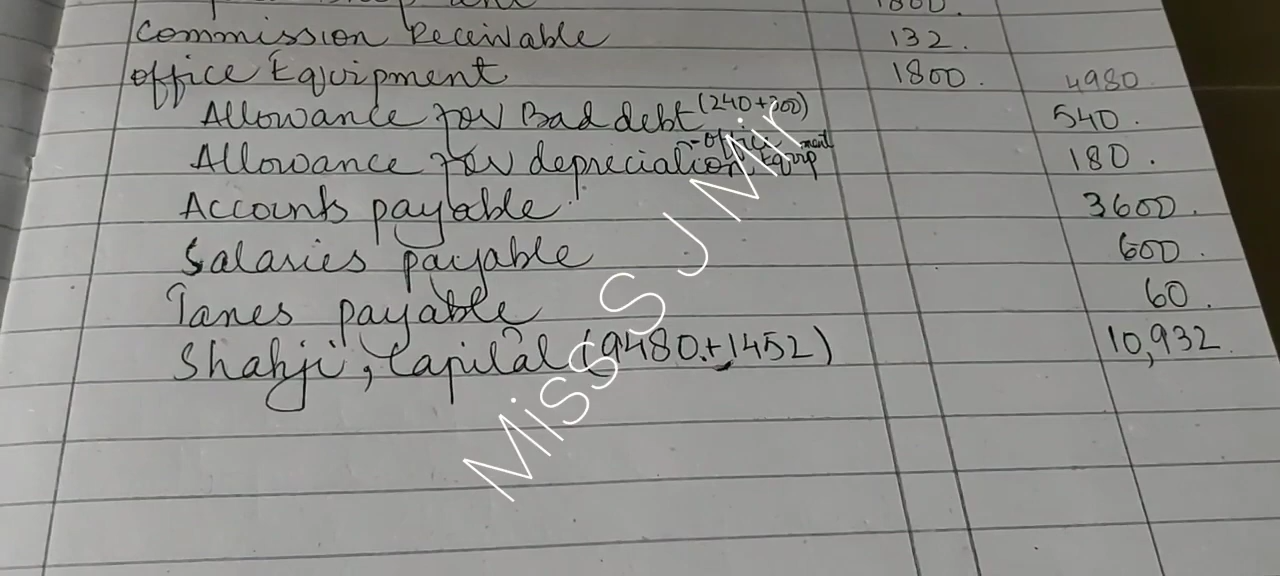 1800.
Commission Receivable 132.
Office Equipment 1800. 4980
Allowance for Bad debt (240+300) 540.
Allowance for depreciation -Office Equipment 180.
Accounts payable 3600.
Salaries payable 600.
Taxes payable 60.
Shahji, Capital (9480+1452) 10,932
Miss S J Mir